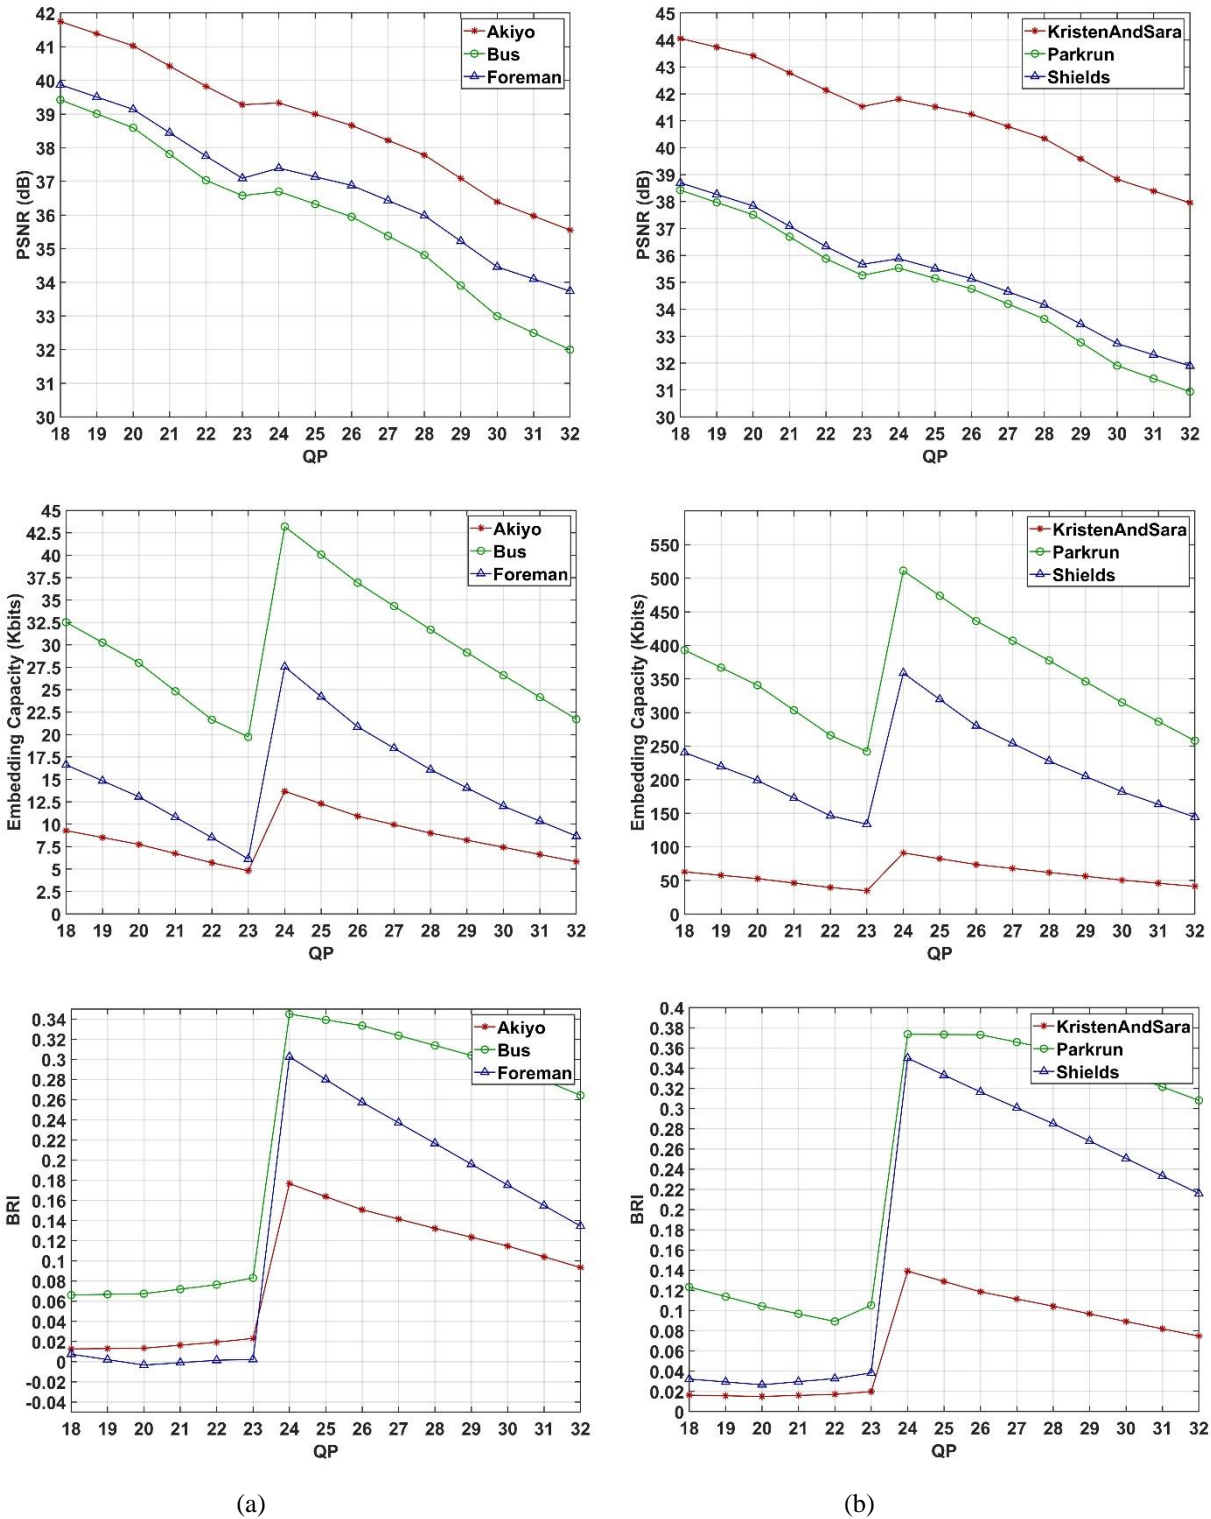 42
41
40
39
38
37
36
35
34
33
32
31
30
PSNR (dB)
Akiyo
Bus
Foreman
18 19 20 21 22 23 24 25 26 27 28 29 30 31 32
QP
45
44
43
42
41
40
39
38
37
36
35
34
33
32
31
30
PSNR (dB)
KristenAndSara
Parkrun
Shields
18 19 20 21 22 23 24 25 26 27 28 29 30 31 32
QP
45
42.5
40
37.5
35
32.5
30
27.5
25
22.5
20
17.5
15
12.5
10
7.5
5
2.5
0
Embedding Capacity (Kbits)
Akiyo
Bus
Foreman
18 19 20 21 22 23 24 25 26 27 28 29 30 31 32
QP
550
500
450
400
350
300
250
200
150
100
50
0
Embedding Capacity (Kbits)
KristenAndSara
Parkrun
Shields
18 19 20 21 22 23 24 25 26 27 28 29 30 31 32
QP
0.34
0.32
0.3
0.28
0.26
0.24
0.22
0.2
0.18
0.16
0.14
0.12
0.1
0.08
0.06
0.04
0.02
0
-0.02
-0.04
BRI
Akiyo
Bus
Foreman
18 19 20 21 22 23 24 25 26 27 28 29 30 31 32
QP
0.4
0.38
0.36
0.34
0.32
0.3
0.28
0.26
0.24
0.22
0.2
0.18
0.16
0.14
0.12
0.1
0.08
0.06
0.04
0.02
0
BRI
KristenAndSara
Parkrun
Shields
18 19 20 21 22 23 24 25 26 27 28 29 30 31 32
QP
(a)
(b)